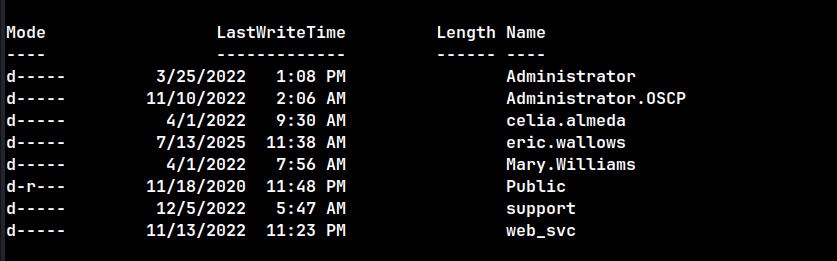 Mode                 LastWriteTime         Length Name
----                 -------------         ------ ----
d-----         3/25/2022   1:08 PM                Administrator
d-----        11/10/2022   2:06 AM                Administrator.OSCP
d-----          4/1/2022   9:30 AM                celia.almeda
d-----         7/13/2025  11:38 AM                eric.wallows
d-----          4/1/2022   7:56 AM                Mary.Williams
d-r---        11/18/2020  11:48 PM                Public
d-----         12/5/2022   5:47 AM                support
d-----        11/13/2022  11:23 PM                web_svc